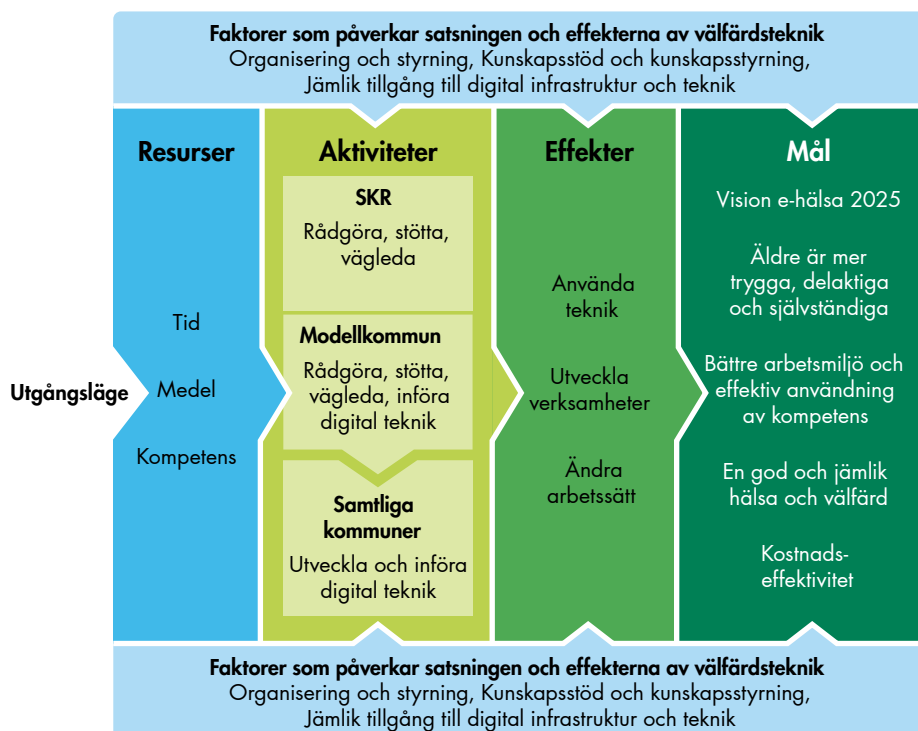 Faktorer som påverkar satsningen och effekterna av välfärdsteknik
Organisering och styrning, Kunskapsstöd och kunskapsstyrning,
Jämlik tillgång till digital infrastruktur och teknik
Utgångsläge
Resurser
Tid
Medel
Kompetens
Aktiviteter
SKR
Rådgöra, stötta,
vägleda
Modellkommun
Rådgöra, stötta,
vägleda, införa
digital teknik
Samtliga
kommuner
Utveckla och införa
digital teknik
Effekter
Använda
teknik
Utveckla
verksamheter
Ändra
arbetssätt
Mål
Vision e-hälsa 2025
Äldre är mer
trygga, delaktiga
och självständiga
Bättre arbetsmiljö och
effektiv användning
av kompetens
En god och jämlik
hälsa och välfärd
Kostnads-
effektivitet
Faktorer som påverkar satsningen och effekterna av välfärdsteknik
Organisering och styrning, Kunskapsstöd och kunskapsstyrning,
Jämlik tillgång till digital infrastruktur och teknik